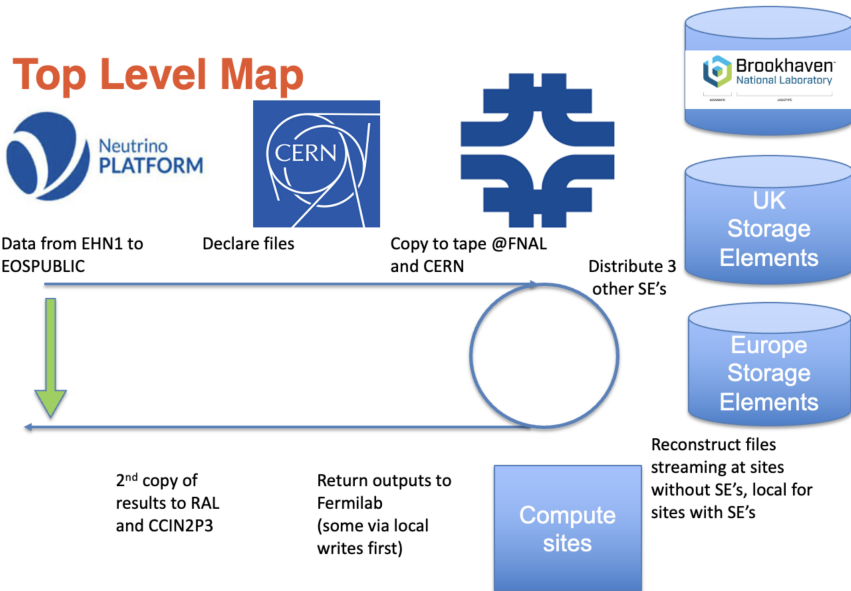 Top Level Map
Neutrino
PLATFORM
CERN
Brookhaven
National Laboratory
UK
Storage
Elements
Data from EHN1 to
EOSPUBLIC
Declare files
Copy to tape @FNAL
and CERN
Distribute 3
other SE's
Europe
Storage
Elements
Reconstruct files
streaming at sites
without SE's, local for
sites with SE's
2nd copy of
results to RAL
and CCIN2P3
Return outputs to
Fermilab
(some via local
writes first)
Compute
sites